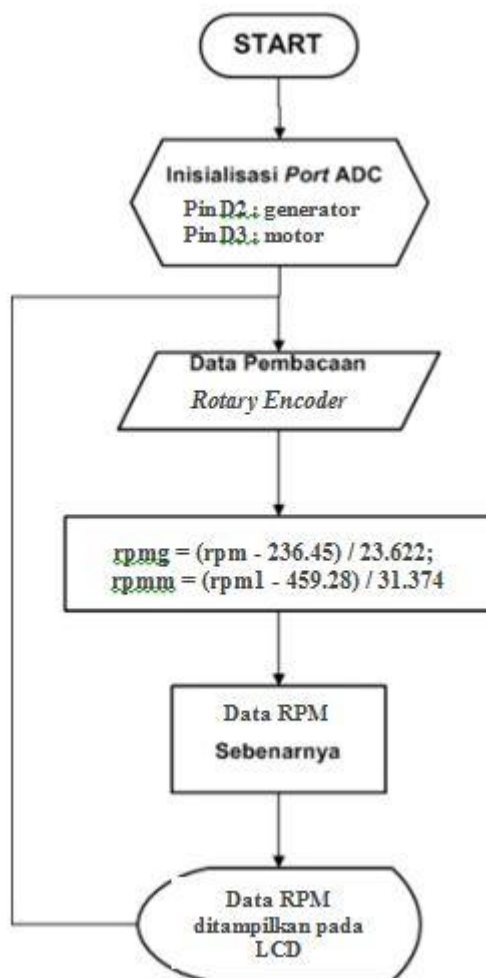 START
Inisialisasi Port ADC
Pin D2 : generator
Pin D3 : motor
Data Pembacaan
Rotary Encoder
rpmg = (rpm - 236.45) / 23.622;
rpmm = (rpm1 - 459.28) / 31.374
Data RPM
Sebenarnya
Data RPM
ditampilkan pada
LCD